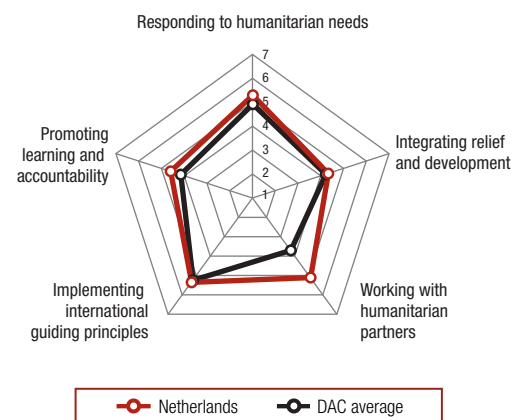 Responding to humanitarian needs
7
6
5
4
3
2
1
Promoting
learning and
accountability
Integrating relief
and development
Implementing
international
guiding principles
Working with
humanitarian
partners
Netherlands
DAC average